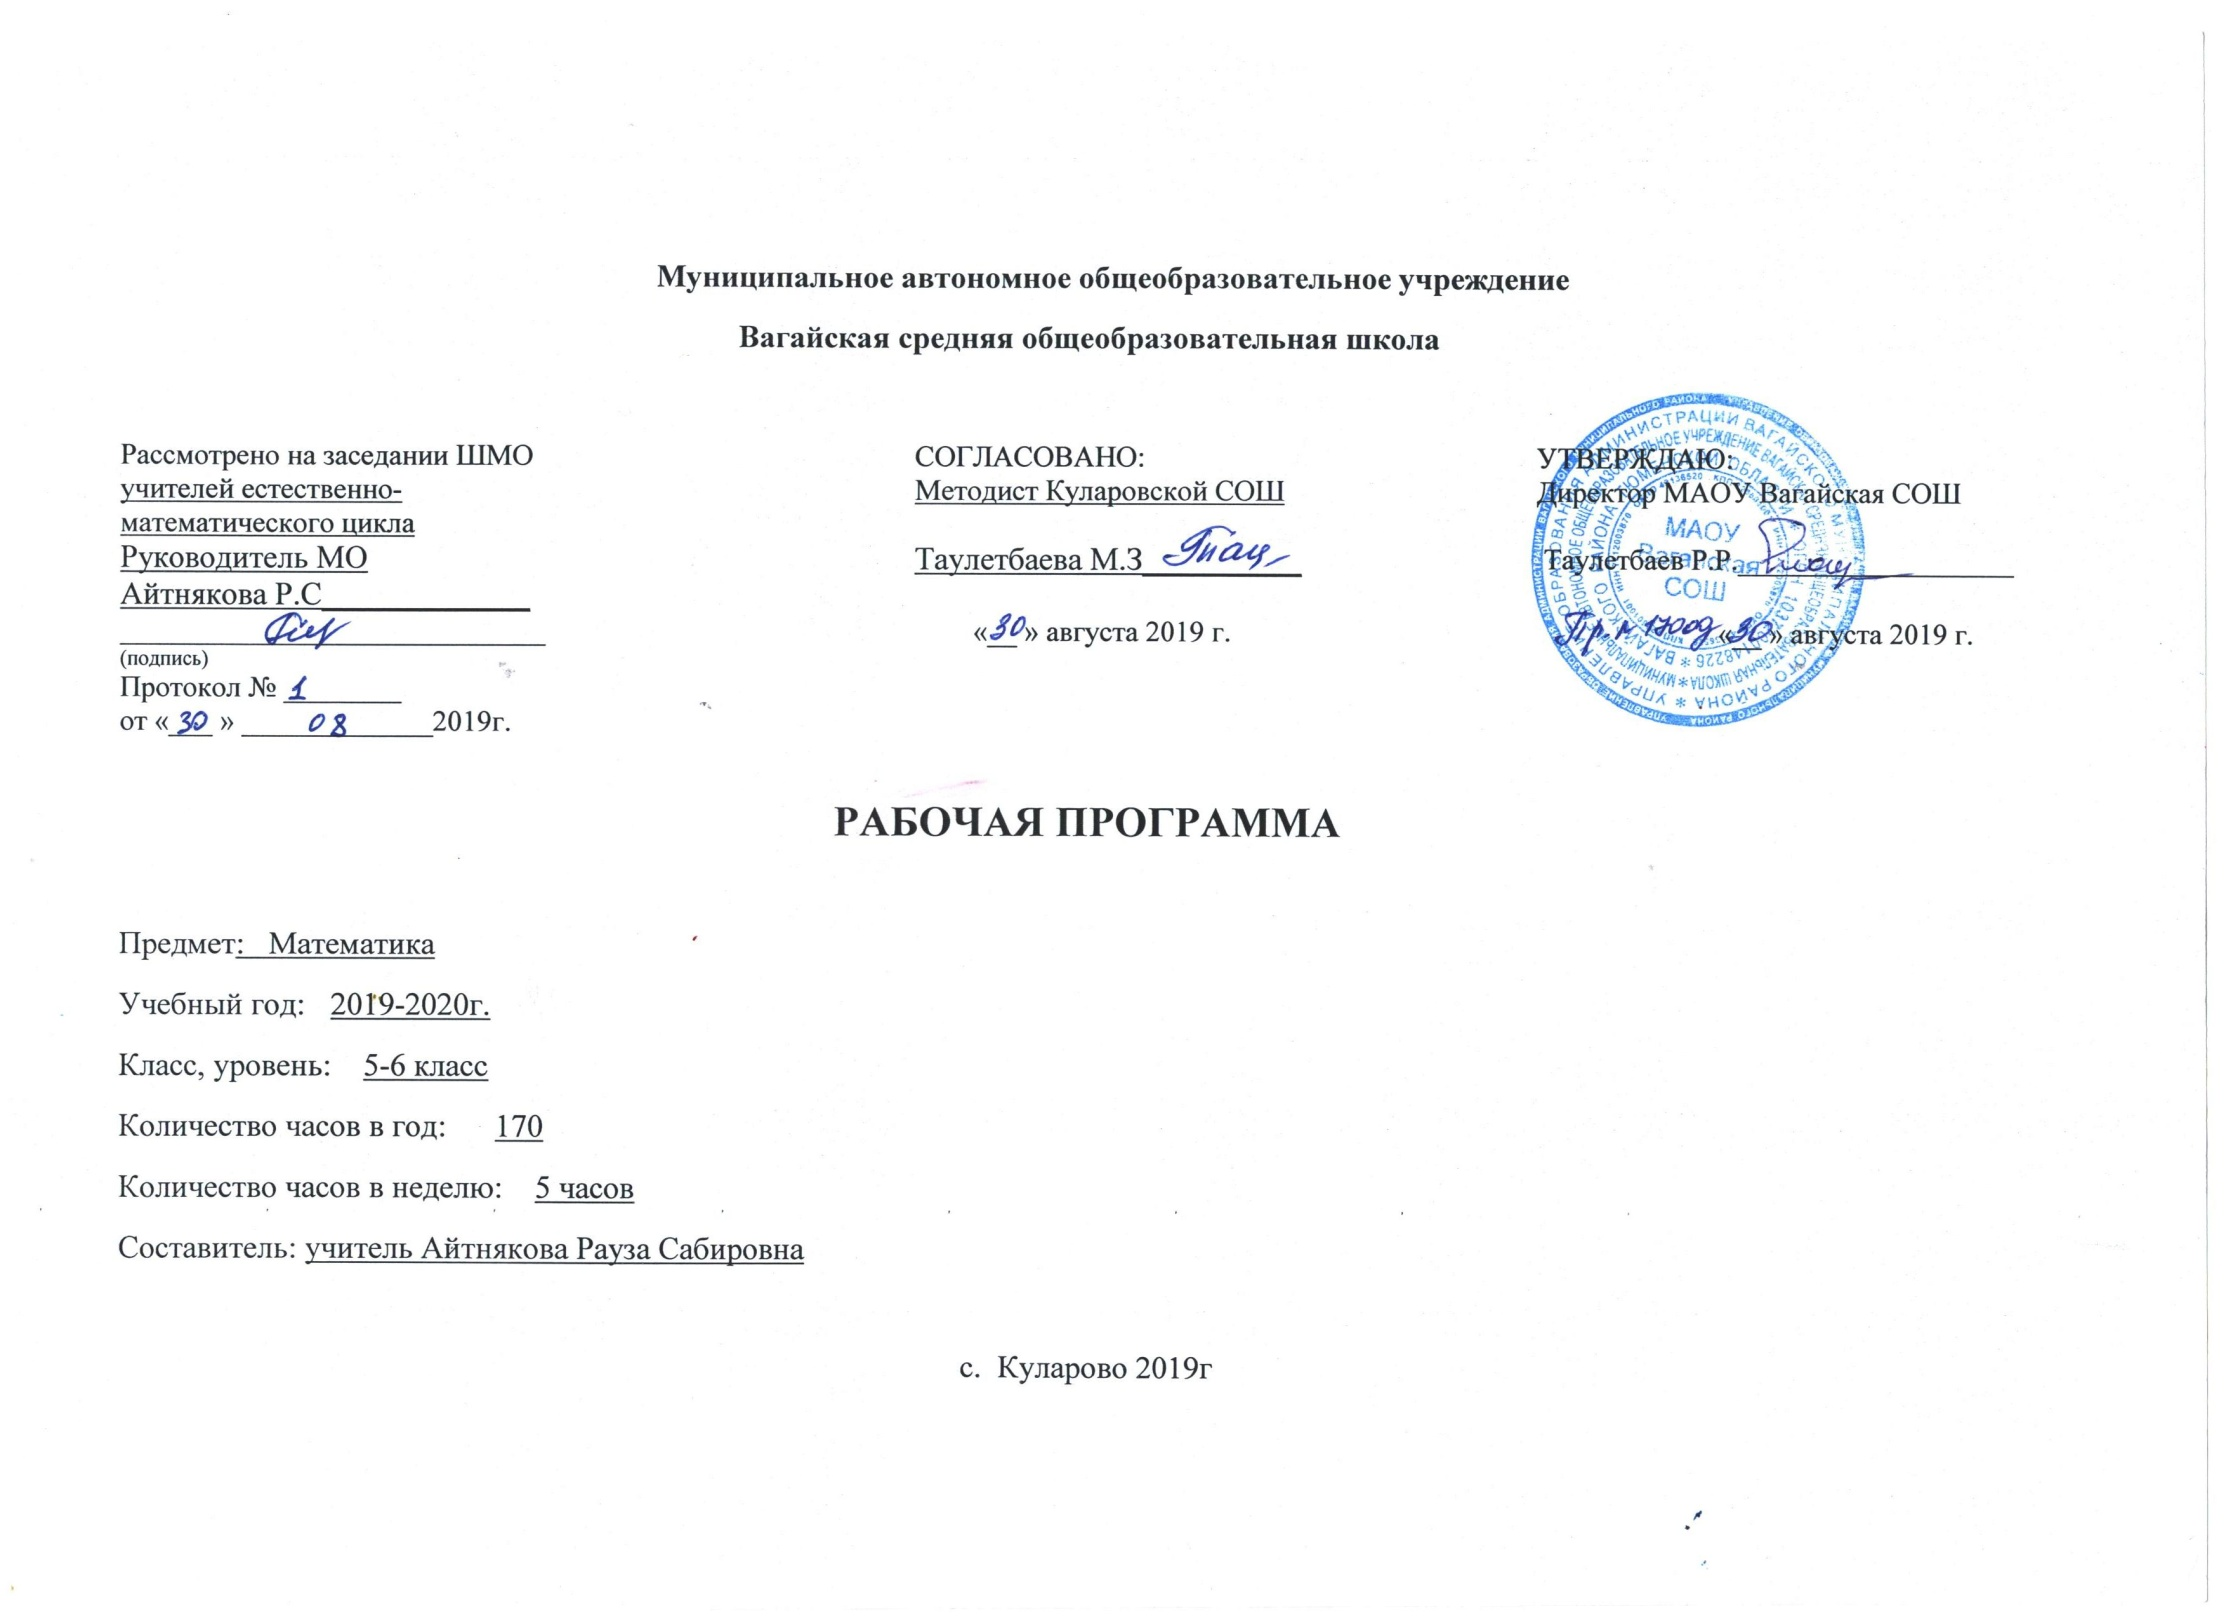 Муниципальное автономное общеобразовательное учреждение
Вагайская средняя общеобразовательная школа
Рассмотрено на заседании ШМО
учителей естественно-
математического цикла
Руководитель МО
Айтнякова Р.С
(подпись)
Протокол № 1
от «30 » 08 2019г.
СОГЛАСОВАНО:
Методист Куларовской СОШ
Таулетбаева М.З
«30» августа 2019 г.
УТВЕРЖДАЮ:
Директор МАОУ Вагайская СОШ
Таулетбаев Р.Р.
«30» августа 2019 г.
МАОУ
Вагайская
СОШ
РАБОЧАЯ ПРОГРАММА
Предмет: Математика
Учебный год: 2019-2020г.
Класс, уровень: 5-6 класс
Количество часов в год: 170
Количество часов в неделю: 5 часов
Составитель: учитель Айтнякова Рауза Сабировна
с. Куларово 2019г